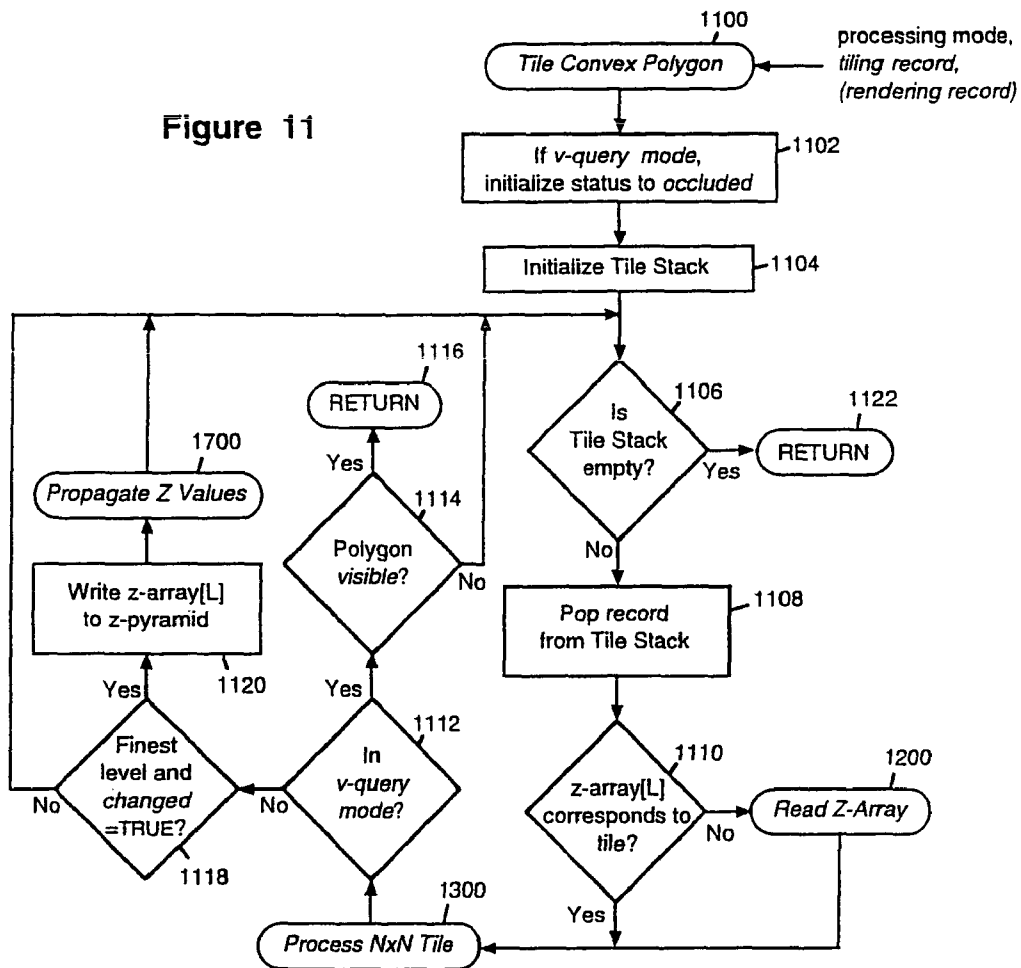 Figure 11
1100
Tile Convex Polygon
processing mode,
tiling record,
(rendering record)
1102
If v-query mode,
initialize status to occluded
Initialize Tile Stack
1104
1106
Is
Tile Stack
empty?
Yes
No
1122
RETURN
1108
Pop record
from Tile Stack
1110
z-array[L]
corresponds to
tile?
No
Yes
1200
Read Z-Array
1300
Process NxN Tile
1112
In
v-query
mode?
Yes
No
1114
Polygon
visible?
Yes
No
1116
RETURN
Finest
level and
changed
=TRUE?
1118
Yes
No
Write z-array[L]
to z-pyramid
1120
1700
Propagate Z Values